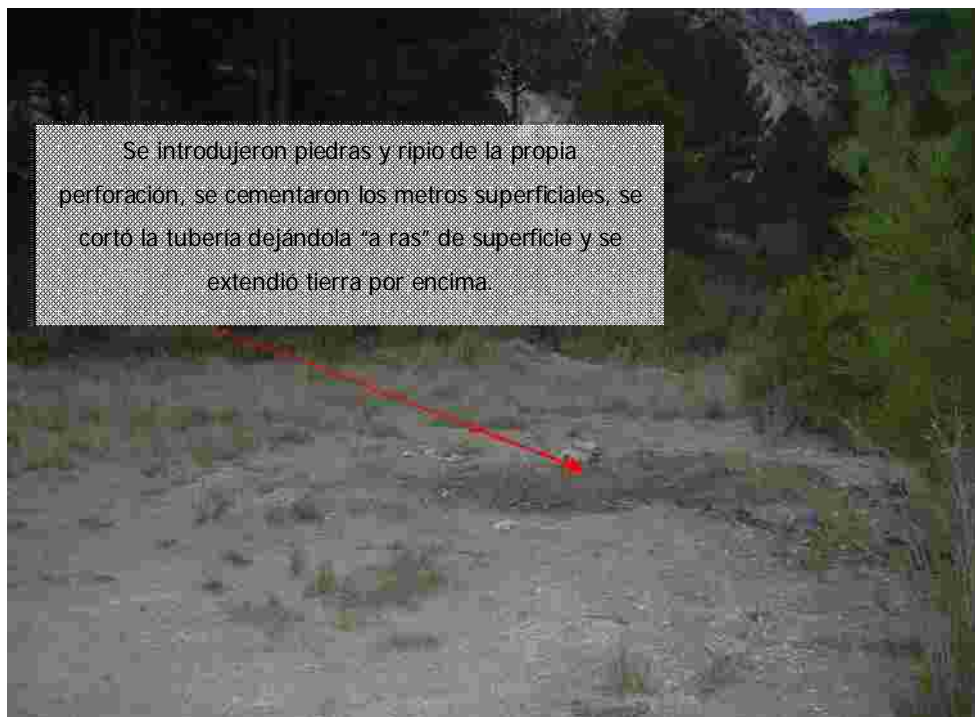 Se introdujeron piedras y ripio de la propia
perforación, se cementaron los metros superficiales, se
cortó la tubería dejándola "a ras" de superficie y se
extendió tierra por encima.